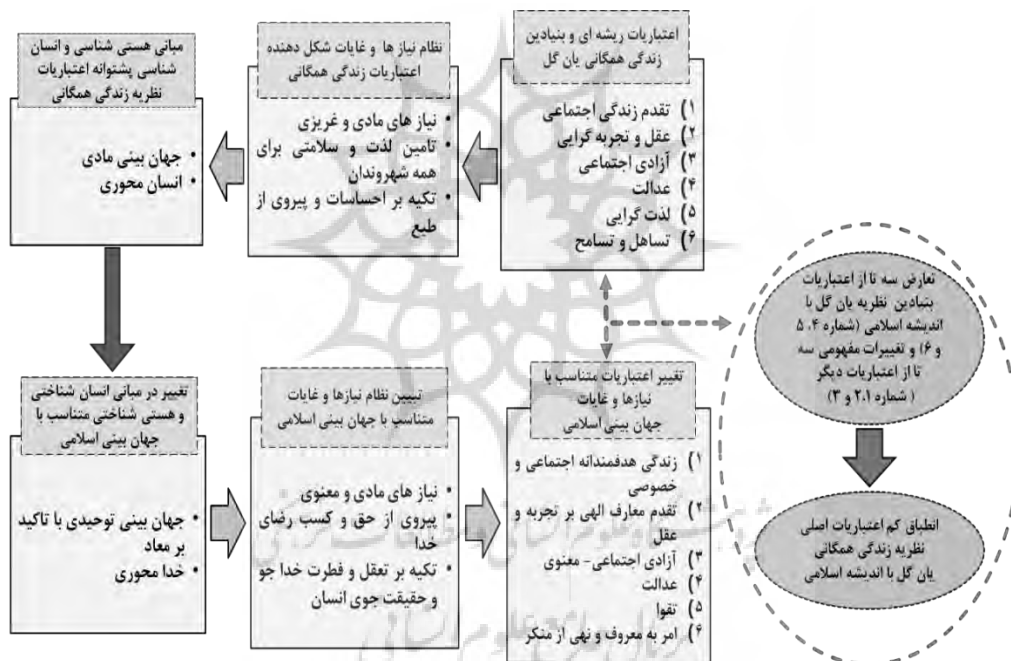 اعتباریات ریشه ای و بنیادین
زندگی همگانی یان گل
۱) تقدم زندگی اجتماعی
۲) عقل و تجربه گرایی
۳) آزادی اجتماعی
۴) عدالت
۵) لذت گرایی
۶) تساهل و تسامح
نظام نیاز ها و غایات شکل دهنده
اعتباریات زندگی همگانی
• نیاز های مادی و غریزی
• تامین لذت و سلامتی برای
همه شهروندان
• تکیه بر احساسات و پیروی از
طبع
مبانی هستی شناسی و انسان
شناسی پشتوانه اعتباریات
نظریه زندگی همگانی
• جهان بینی مادی
• انسان محوری
تغییر در مبانی انسان شناختی
و هستی شناختی متناسب با
جهان بینی اسلامی
• جهان بینی توحیدی با تاکید
بر معاد
• خدا محوری
تبیین نظام نیازها و غایات
متناسب با جهان بینی اسلامی
• نیاز های مادی و معنوی
• پیروی از حق و کسب رضای
خدا
• تکیه بر تعقل و فطرت خدا جو
و حقیقت جوی انسان
تغییر اعتباریات متناسب با
نیازها و غایات
جهان بینی اسلامی
۱) زندگی هدفمندانه اجتماعی و
خصوصی
۲) تقدم معارف الهی بر تجربه و
عقل
۳) آزادی اجتماعی- معنوی
۴) عدالت
۵) تقوا
۶) امر به معروف و نهی از منکر
تعارض سه تا از اعتباریات
بنیادین نظریه یان گل با
اندیشه اسلامی (شماره ۴، ۵
و ۶) و تغییرات مفهومی سه
تا از اعتباریات دیگر
( شماره ۲،۱ و ۳)
انطباق کم اعتباریات اصلی
نظریه زندگی همگانی
یان گل با اندیشه اسلامی
پژوهشگاه علوم انسانی و مطالعات فرهنگی
پرتال جامع علوم انسانی